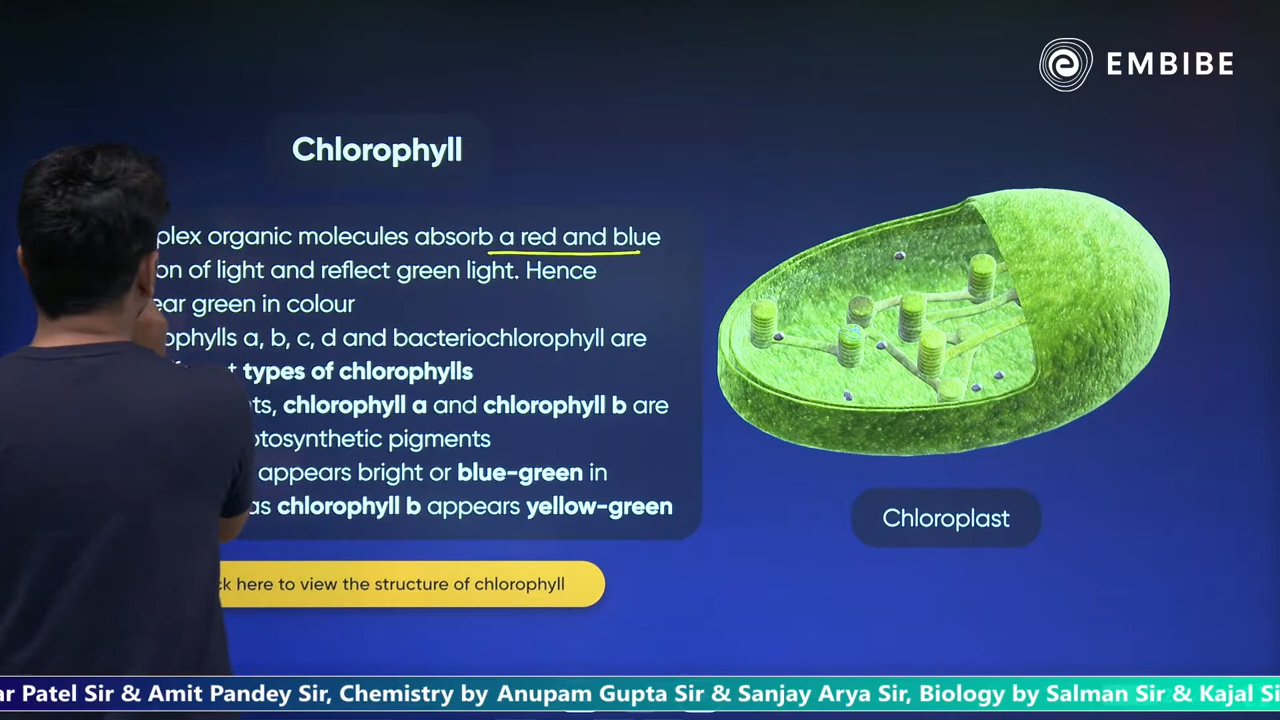 EMBIBE
Chlorophyll
plex organic molecules absorb a red and blue
on of light and reflect green light. Hence
ear green in colour
ophylls a, b, c, d and bacteriochlorophyll are
t types of chlorophylls
ts, chlorophyll a and chlorophyll b are
otosynthetic pigments
appears bright or blue-green in
as chlorophyll b appears yellow-green
ck here to view the structure of chlorophyll
Chloroplast
ar Patel Sir & Amit Pandey Sir, Chemistry by Anupam Gupta Sir & Sanjay Arya Sir, Biology by Salman Sir & Kajal Si